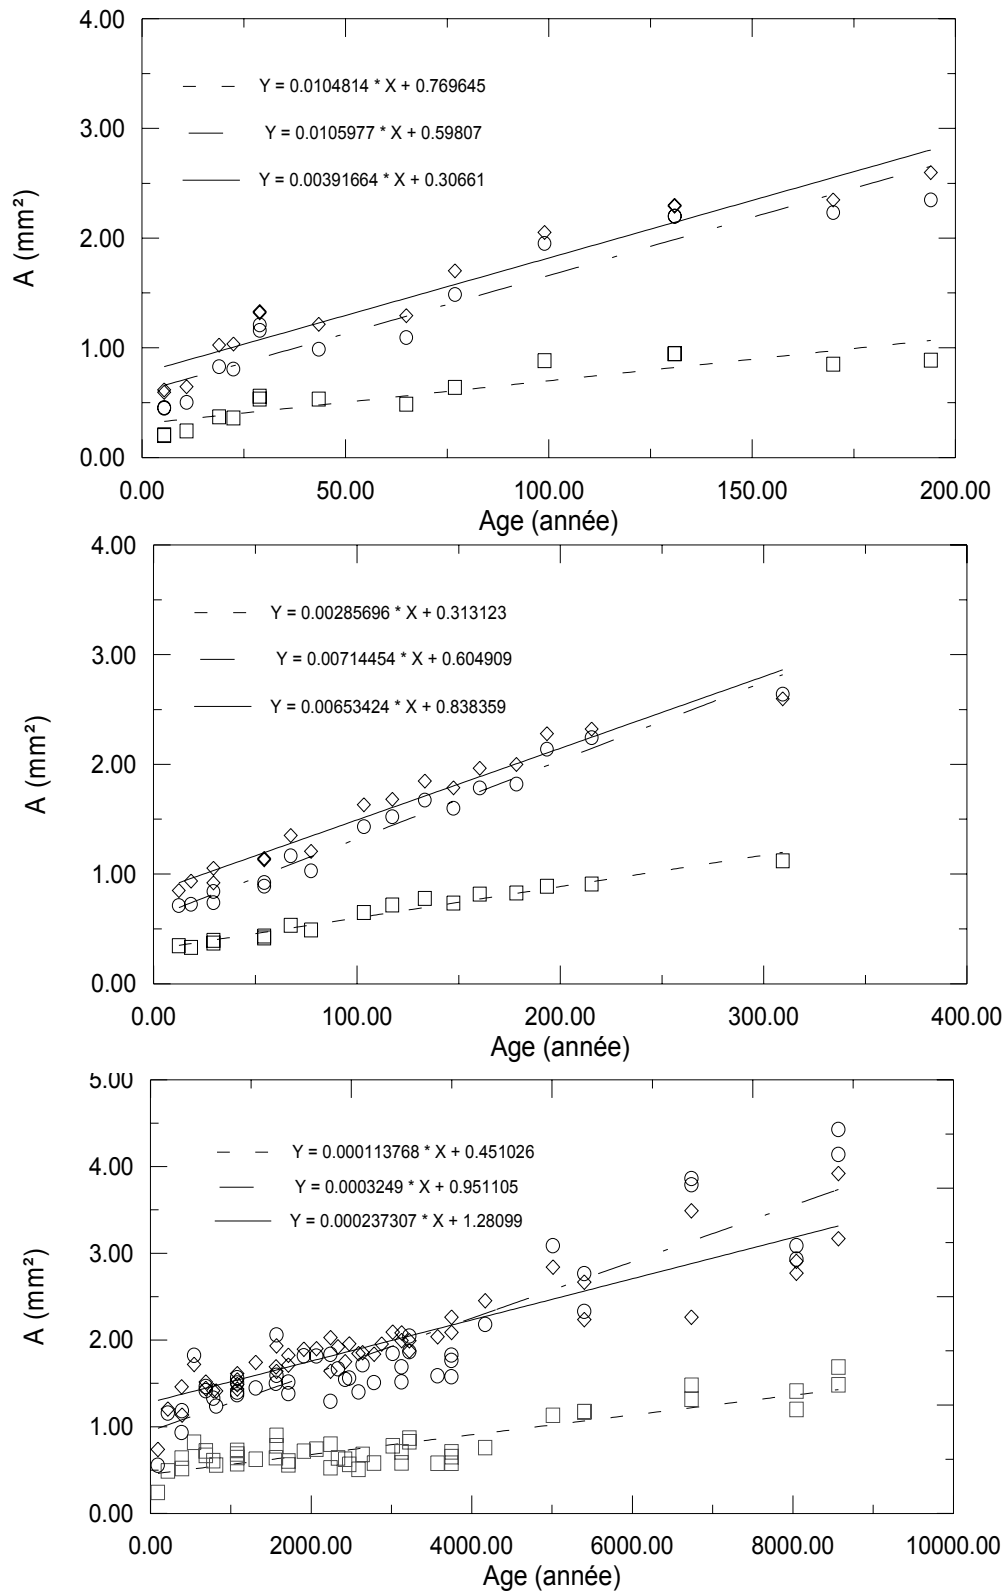 4.00
Y = 0.0104814 * X + 0.769645
3.00
Y = 0.0105977 * X + 0.59807
Y = 0.00391664 * X + 0.30661
A (mm²)
2.00
1.00
0.00
0.00 50.00 100.00 150.00 200.00
Age (année)
4.00
Y = 0.00285696 * X + 0.313123
3.00
Y = 0.00714454 * X + 0.604909
Y = 0.00653424 * X + 0.838359
A (mm²)
2.00
1.00
0.00
0.00 100.00 200.00 300.00 400.00
Age (année)
5.00
Y = 0.000113768 * X + 0.451026
4.00
Y = 0.0003249 * X + 0.951105
Y = 0.000237307 * X + 1.28099
3.00
A (mm²)
2.00
1.00
0.00
0.00 2000.00 4000.00 6000.00 8000.00 10000.00
Age (année)